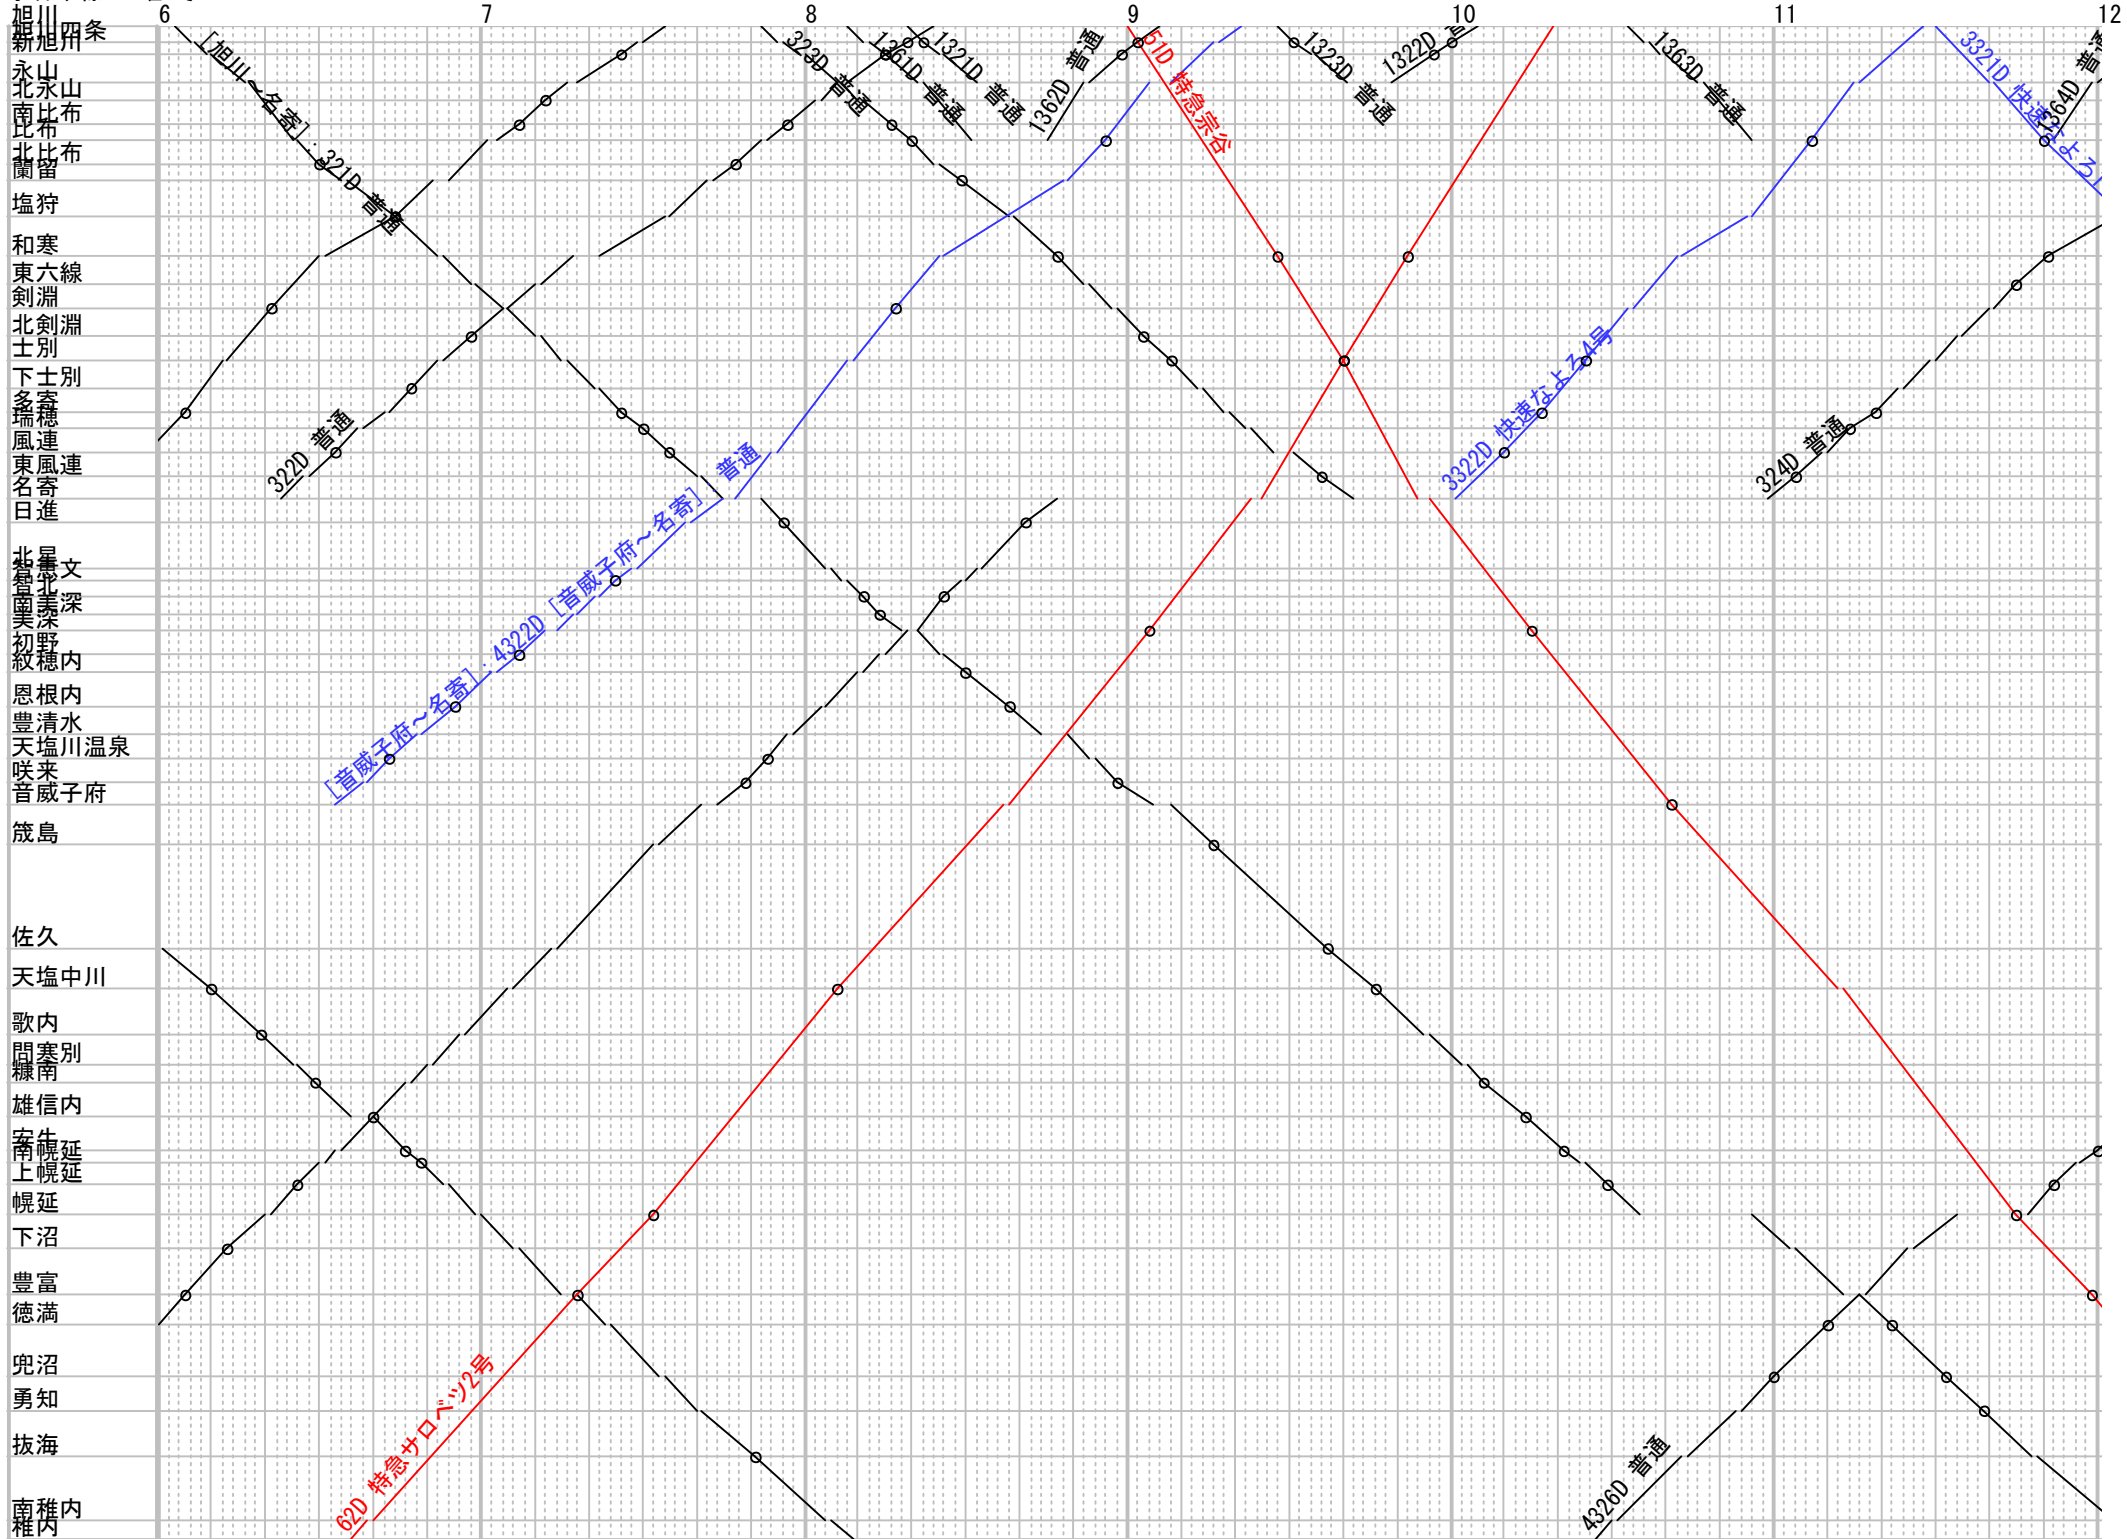 6 7 8 9 10 11 12
旭川
旭川四条
新旭川
永山
北永山
南比布
比布
北比布
蘭留
塩狩
和寒
東六線
剣淵
北剣淵
士別
下士別
多寄
瑞穂
風連
東風連
名寄
日進
北星
智恵文
智北
南美深
美深
初野
紋穂内
恩根内
豊清水
天塩川温泉
咲来
音威子府
筬島
佐久
天塩中川
歌内
問寒別
糠南
雄信内
安牛
南幌延
上幌延
幌延
下沼
豊富
徳満
兜沼
勇知
抜海
南稚内
稚内
[旭川～名寄]:321D 普通
323D 普通
1361D 普通
1321D 普通
1362D 普通
51D 特急宗谷
1323D 普通
1322D
1363D 普通
3321D 快速なよろ
1364D 普通
322D 普通
[音威子府～名寄]:4322D [音威子府～名寄] 普通
3322D 快速なよろ4号
324D 普通
62D 特急サロベツ2号
4326D 普通